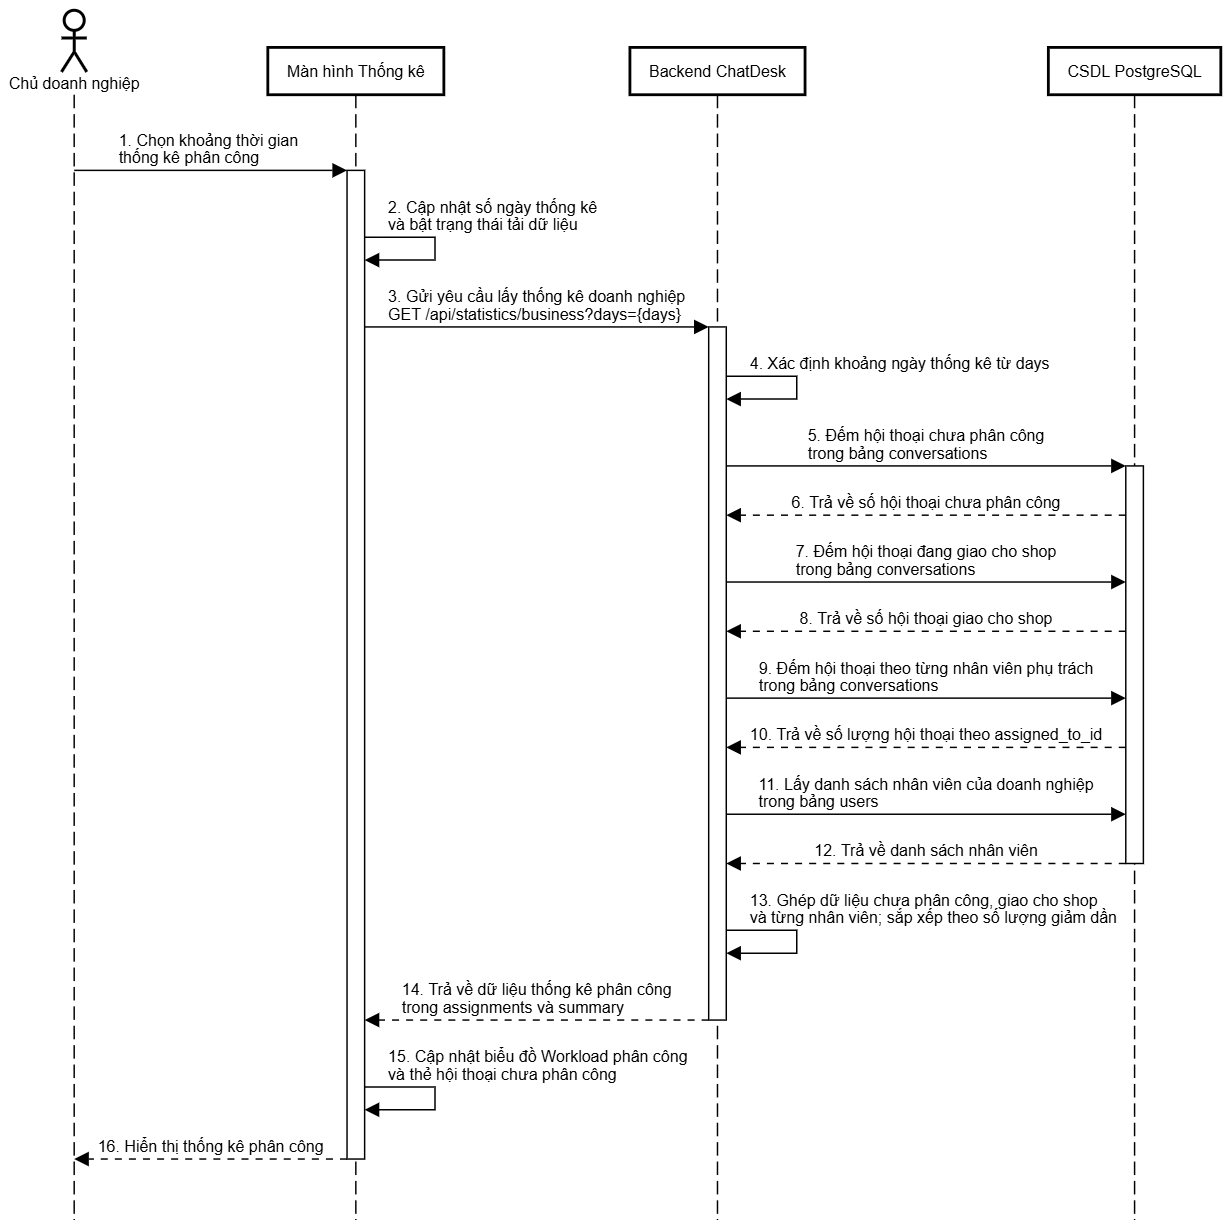 Chủ doanh nghiệp
Màn hình Thống kê
Backend ChatDesk
CSDL PostgreSQL
1. Chọn khoảng thời gian
thống kê phân công
2. Cập nhật số ngày thống kê
và bật trạng thái tải dữ liệu
3. Gửi yêu cầu lấy thống kê doanh nghiệp
GET /api/statistics/business?days={days}
4. Xác định khoảng ngày thống kê từ days
5. Đếm hội thoại chưa phân công
trong bảng conversations
6. Trả về số hội thoại chưa phân công
7. Đếm hội thoại đang giao cho shop
trong bảng conversations
8. Trả về số hội thoại giao cho shop
9. Đếm hội thoại theo từng nhân viên phụ trách
trong bảng conversations
10. Trả về số lượng hội thoại theo assigned_to_id
11. Lấy danh sách nhân viên của doanh nghiệp
trong bảng users
12. Trả về danh sách nhân viên
13. Ghép dữ liệu chưa phân công, giao cho shop
và từng nhân viên; sắp xếp theo số lượng giảm dần
14. Trả về dữ liệu thống kê phân công
trong assignments và summary
15. Cập nhật biểu đồ Workload phân công
và thẻ hội thoại chưa phân công
16. Hiển thị thống kê phân công